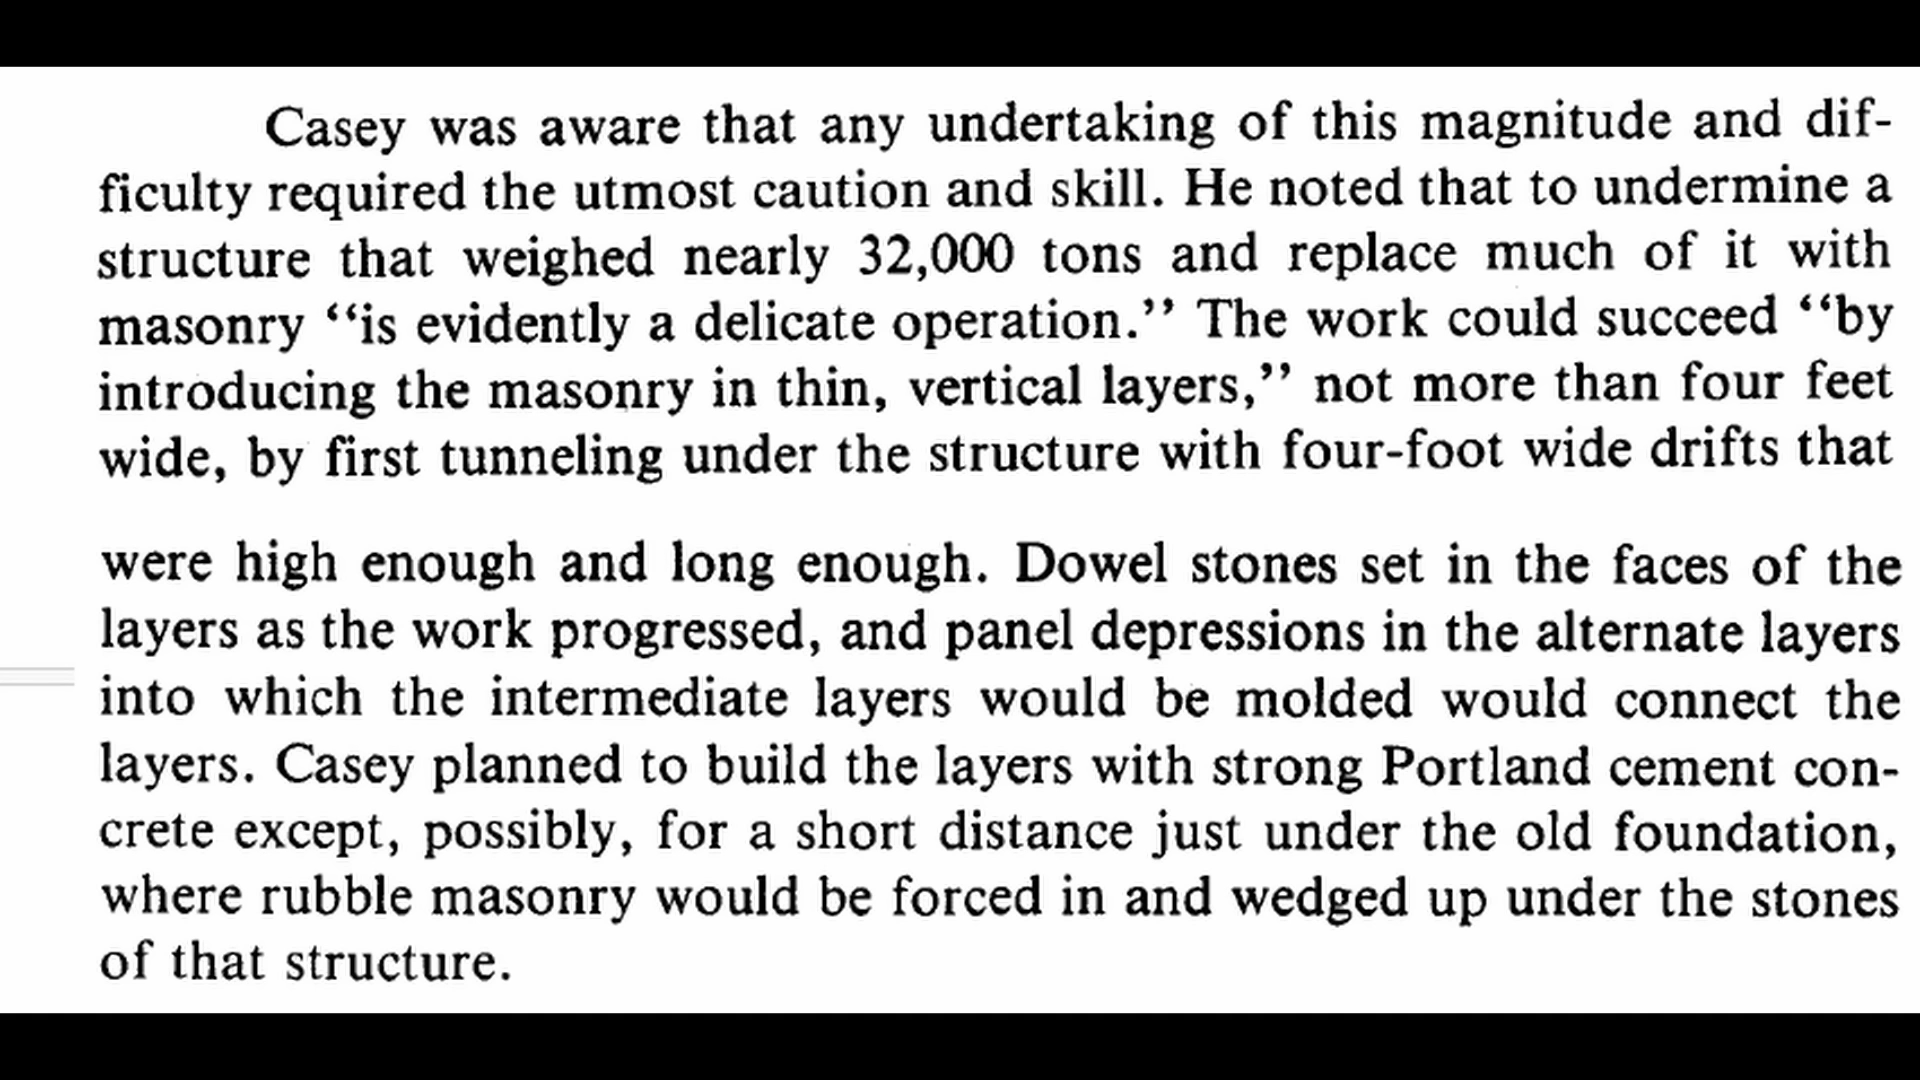 Casey was aware that any undertaking of this magnitude and dif-
ficulty required the utmost caution and skill. He noted that to undermine a
structure that weighed nearly 32,000 tons and replace much of it with
masonry ‘‘is evidently a delicate operation.’’ The work could succeed ‘‘by
introducing the masonry in thin, vertical layers,’’ not more than four feet
wide, by first tunneling under the structure with four-foot wide drifts that
were high enough and long enough. Dowel stones set in the faces of the
layers as the work progressed, and panel depressions in the alternate layers
into which the intermediate layers would be molded would connect the
layers. Casey planned to build the layers with strong Portland cement con-
crete except, possibly, for a short distance just under the old foundation,
where rubble masonry would be forced in and wedged up under the stones
of that structure.